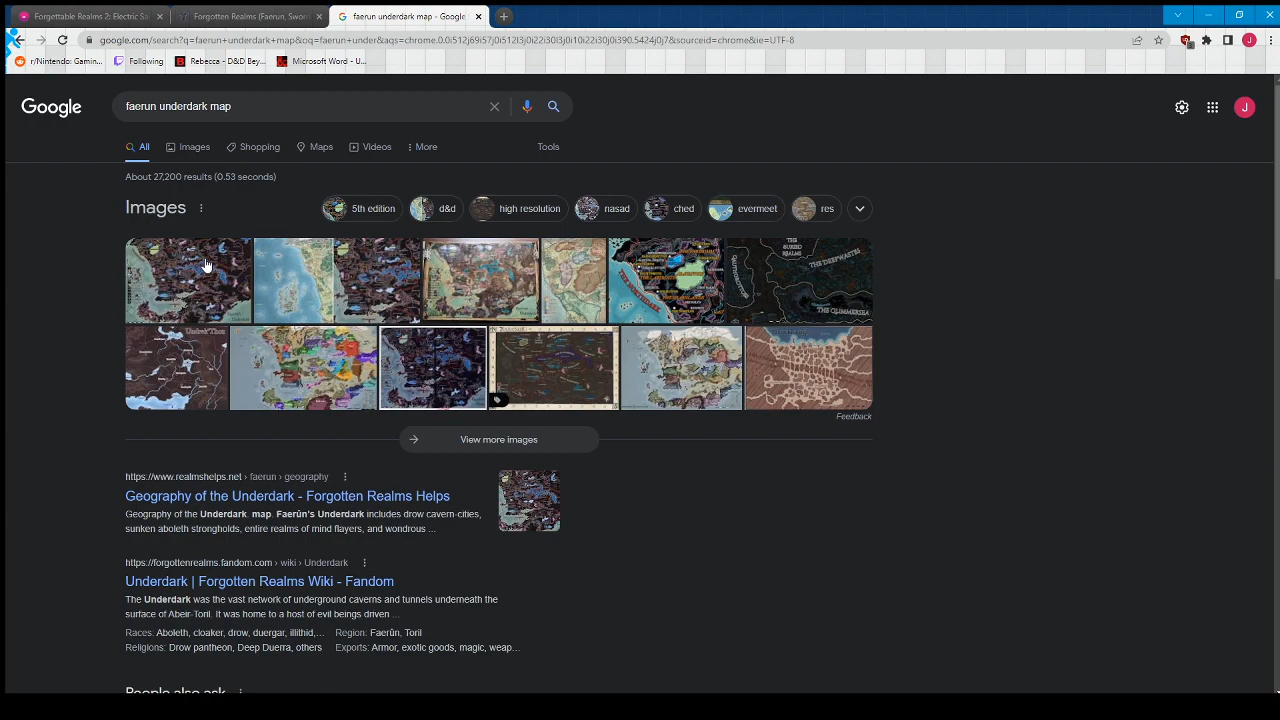 Forgettable Realms 2: Electric Sa
Forgotten Realms (Faerun, Sword
faerun underdark map - Google S
google.com/search?q=faerun+underdark+map&oq=faerun+under&aqs=chrome.0.0i512j69i57j0i512l3j0i22i30l3j0i10i22i30j0i390.5424j0j7&sourceid=chrome&ie=UTF-8
r/Nintendo: Gamin...
Following
Rebecca - D&D Bey...
Microsoft Word - U...
Google
faerun underdark map
J
All
Images
Shopping
Maps
Videos
More
Tools
About 27,200 results (0.53 seconds)
Images
5th edition
d&d
high resolution
nasad
ched
evermeet
res
THE BURIED REALMS
THE DEEPWASTES
THE GLIMMERSEA
Feedback
View more images
https://www.realmshelps.net › faerun › geography
Geography of the Underdark - Forgotten Realms Helps
Geography of the Underdark. map. Faerûn's Underdark includes drow cavern-cities,
sunken aboleth strongholds, entire realms of mind flayers, and wondrous ...
https://forgottenrealms.fandom.com › wiki › Underdark
Underdark | Forgotten Realms Wiki - Fandom
The Underdark was the vast network of underground caverns and tunnels underneath the
surface of Abeir-Toril. It was home to a host of evil beings driven ...
Races: Aboleth, cloaker, drow, duergar, illithid,... Region: Faerûn, Toril
Religions: Drow pantheon, Deep Duerra, others Exports: Armor, exotic goods, magic, weap...
People also ask